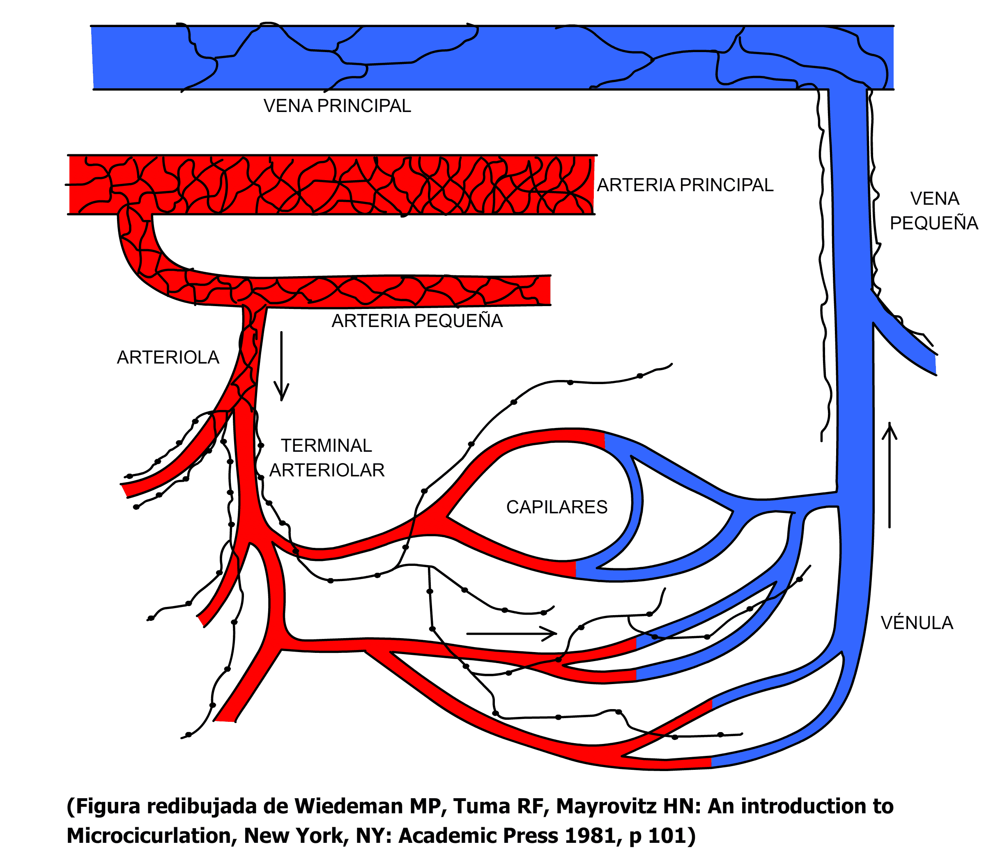 VENA PRINCIPAL
ARTERIA PRINCIPAL
VENA
PEQUEÑA
ARTERIA PEQUEÑA
ARTERIOLA
TERMINAL
ARTERIOLAR
CAPILARES
VÉNULA
(Figura redibujada de Wiedeman MP, Tuma RF, Mayrovitz HN: An introduction to
Microcicurlation, New York, NY: Academic Press 1981, p 101)